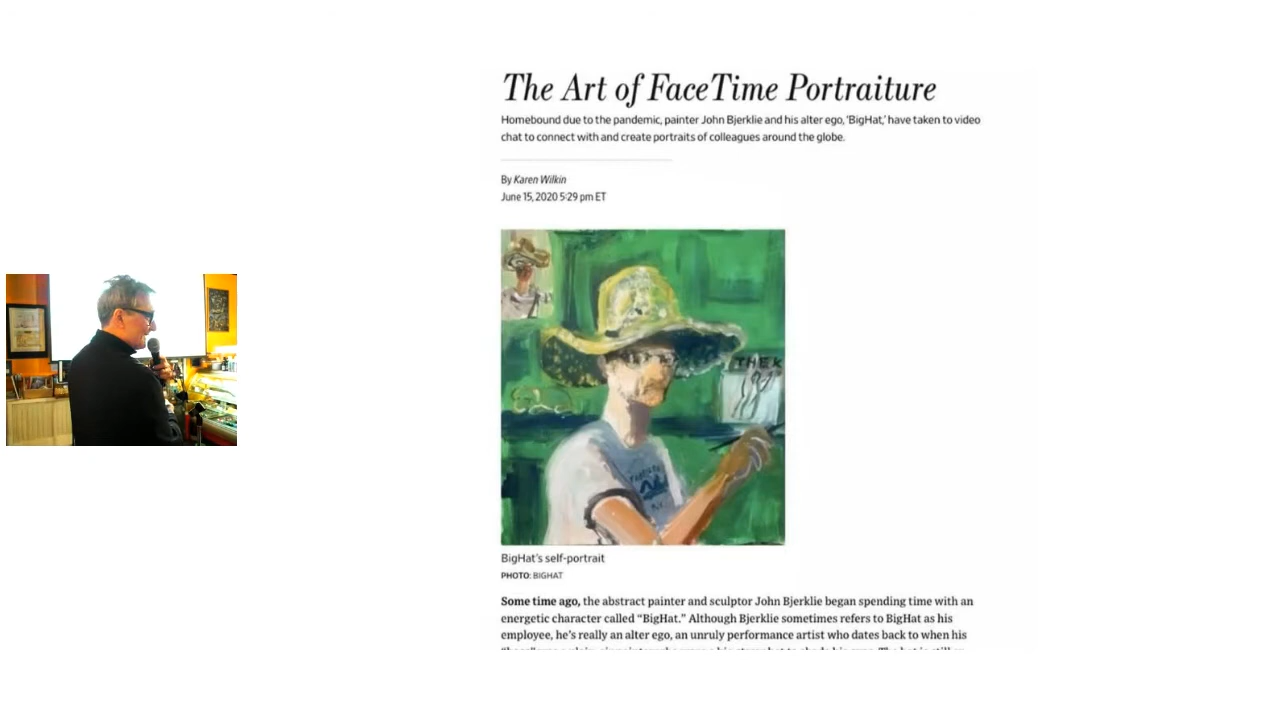 The Art of FaceTime Portraiture
Homebound due to the pandemic, painter John Bjerklie and his alter ego, 'BigHat,' have taken to video
chat to connect with and create portraits of colleagues around the globe.
By Karen Wilkin
June 15, 2020 5:29 pm ET
THEK
BigHat's self-portrait
PHOTO: BIGHAT
Some time ago, the abstract painter and sculptor John Bjerklie began spending time with an
energetic character called “BigHat.” Although Bjerklie sometimes refers to BigHat as his
employee, he's really an alter ego, an unruly performance artist who dates back to when his